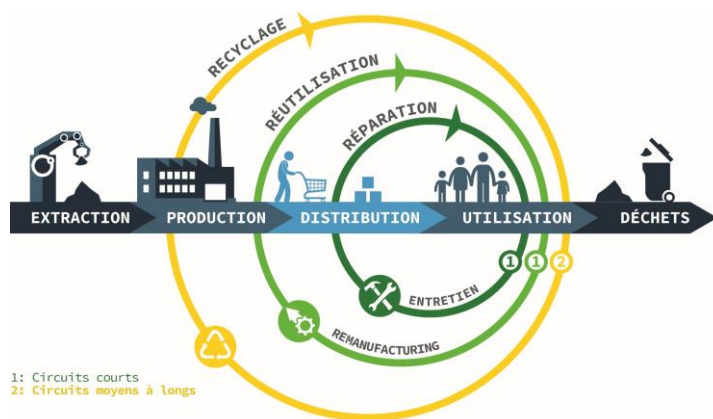 RECYCLAGE
RÉUTILISATION
RÉPARATION
EXTRACTION
PRODUCTION
DISTRIBUTION
UTILISATION
DÉCHETS
1
1
2
ENTRETIEN
REMANUFACTURING
1: Circuits courts
2: Circuits moyens à longs